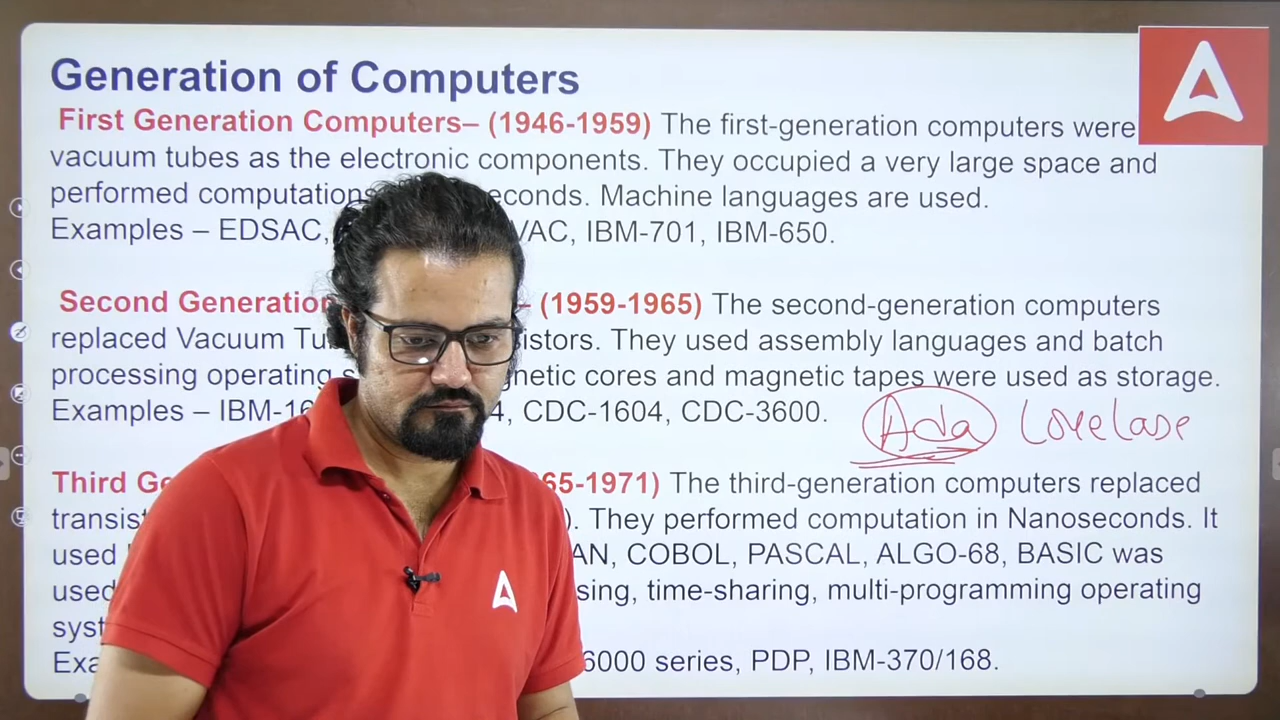 Generation of Computers
First Generation Computers– (1946-1959) The first-generation computers were
vacuum tubes as the electronic components. They occupied a very large space and
performed computations seconds. Machine languages are used.
Examples – EDSAC, VAC, IBM-701, IBM-650.
Second Generation – (1959-1965) The second-generation computers
replaced Vacuum Tu istors. They used assembly languages and batch
processing operating s gnetic cores and magnetic tapes were used as storage.
Examples – IBM-16 4, CDC-1604, CDC-3600.
Ada Lovelase
Third Ge 65-1971) The third-generation computers replaced
transist ). They performed computation in Nanoseconds. It
used AN, COBOL, PASCAL, ALGO-68, BASIC was
used sing, time-sharing, multi-programming operating
syst
Exa 6000 series, PDP, IBM-370/168.